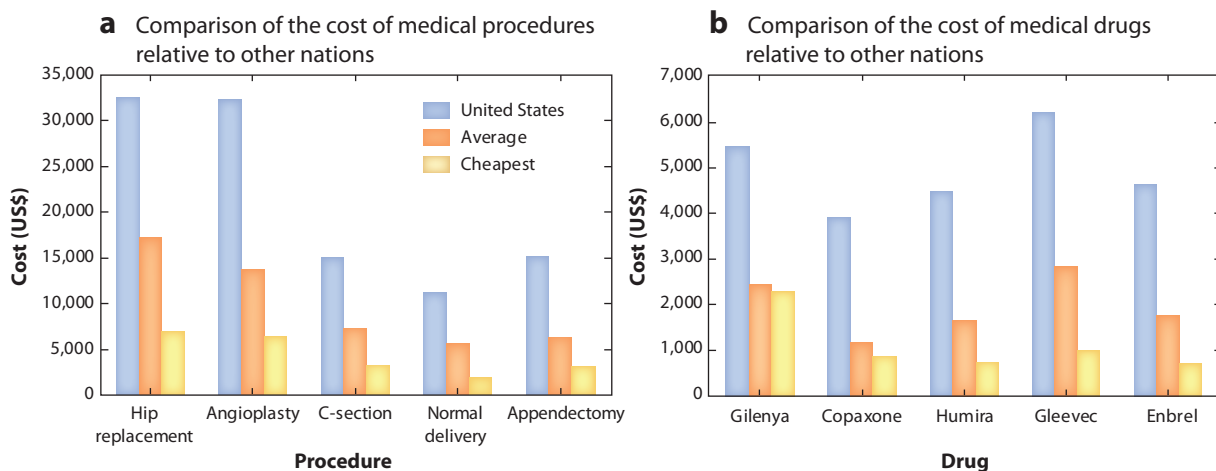 a Comparison of the cost of medical procedures
relative to other nations
35,000
30,000
25,000
20,000
15,000
10,000
5,000
0
Cost (US$)
United States
Average
Cheapest
Hip
replacement
Angioplasty
C-section
Normal
delivery
Appendectomy
Procedure
b Comparison of the cost of medical drugs
relative to other nations
7,000
6,000
5,000
4,000
3,000
2,000
1,000
0
Cost (US$)
Gilenya
Copaxone
Humira
Gleevec
Enbrel
Drug